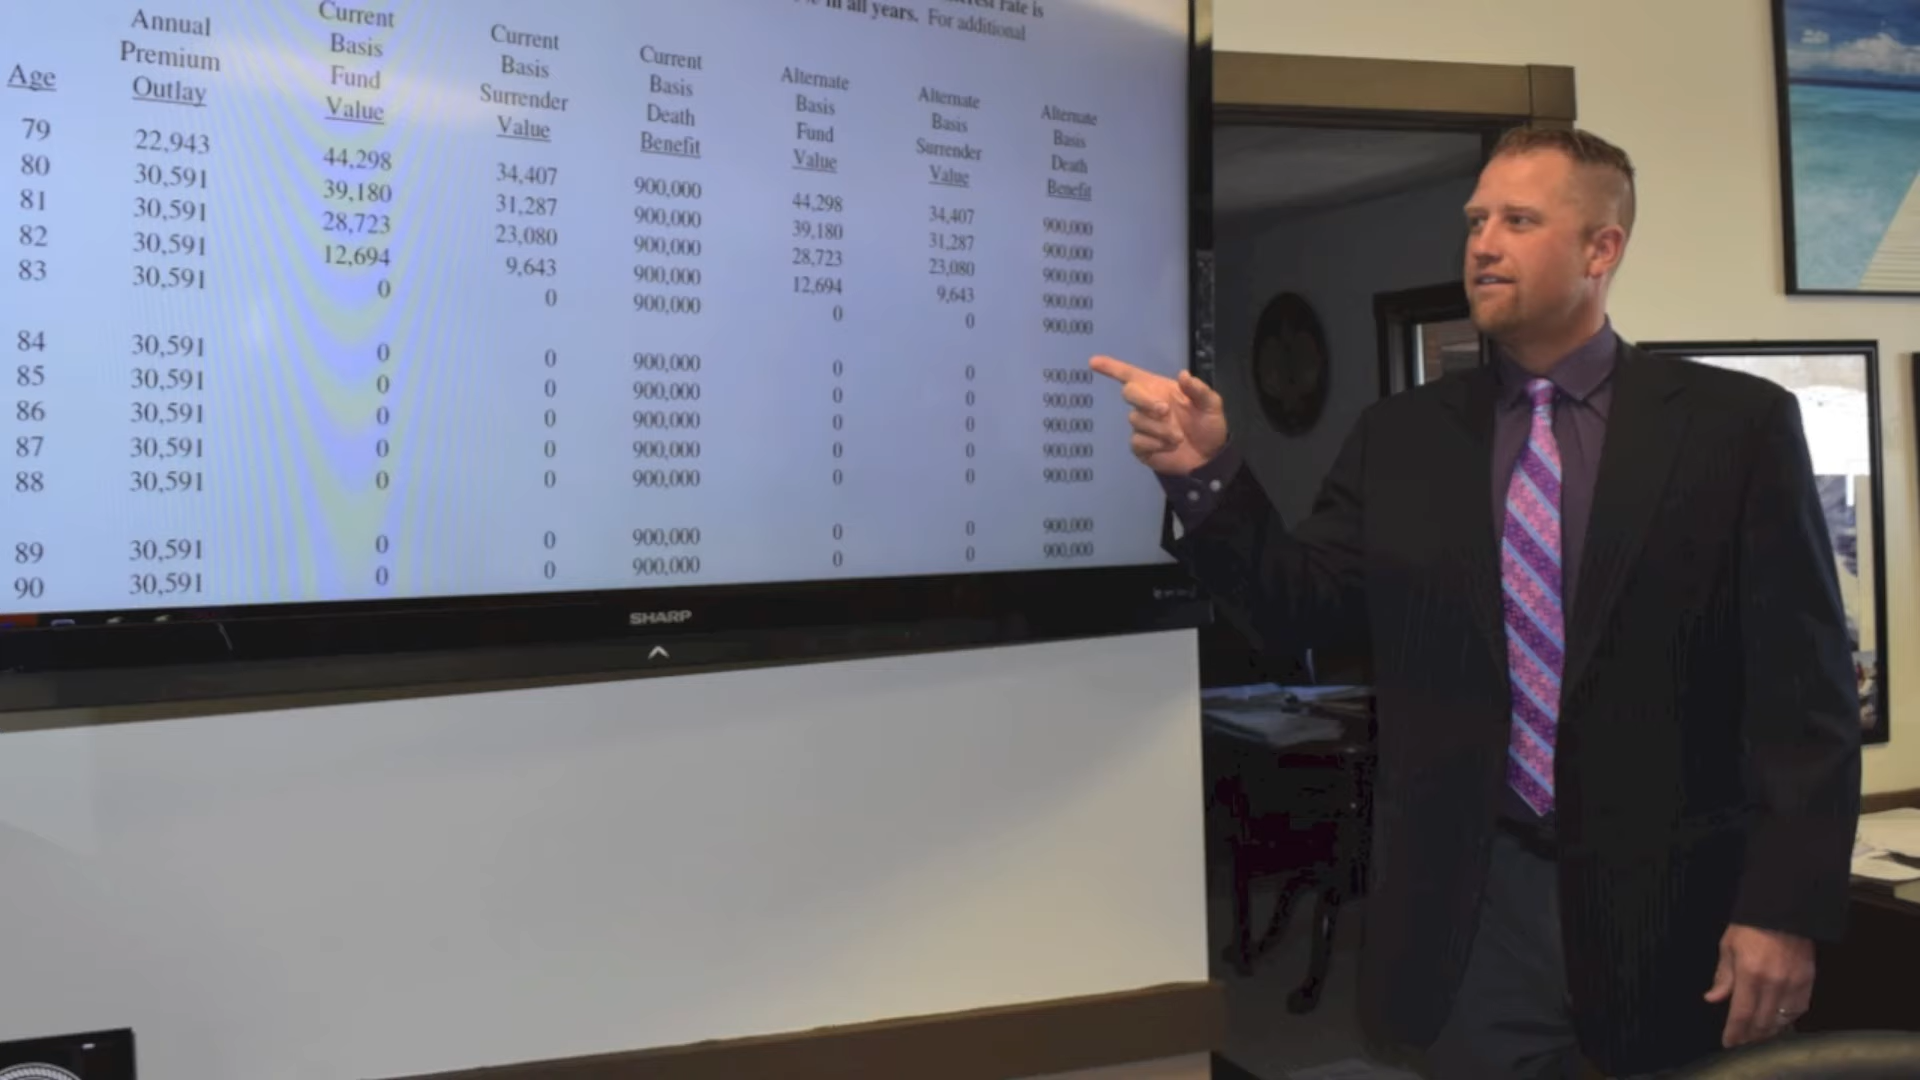 rate is
in all years. For additional
Age Annual Premium Outlay Current Basis Fund Value Current Basis Surrender Value Current Basis Death Benefit Alternate Basis Fund Value Alternate Basis Surrender Value Alternate Basis Death Benefit
79 22,943 44,298 34,407 900,000 44,298 34,407 900,000
80 30,591 39,180 31,287 900,000 39,180 31,287 900,000
81 30,591 28,723 23,080 900,000 28,723 23,080 900,000
82 30,591 12,694 9,643 900,000 12,694 9,643 900,000
83 30,591 0 0 900,000 0 0 900,000
84 30,591 0 0 900,000 0 0 900,000
85 30,591 0 0 900,000 0 0 900,000
86 30,591 0 0 900,000 0 0 900,000
87 30,591 0 0 900,000 0 0 900,000
88 30,591 0 0 900,000 0 0 900,000
89 30,591 0 0 900,000 0 0 900,000
90 30,591 0 0 900,000 0 0 900,000
SHARP